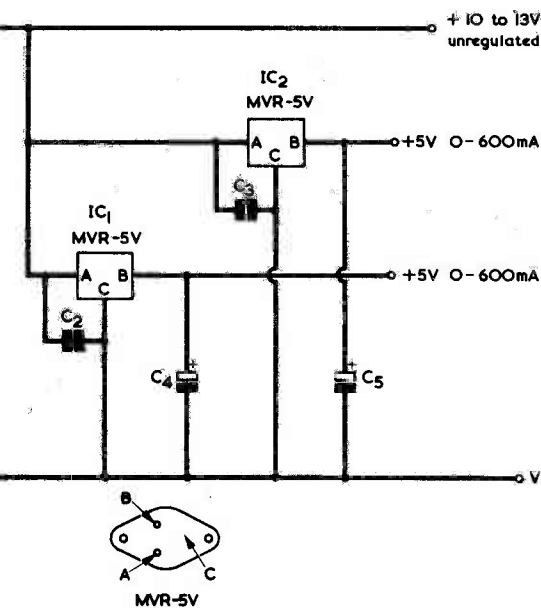 + 10 to 13V
unregulated
IC2
MVR-5V
A B
C
+5V 0-600mA
C3
IC1
MVR-5V
A B
C
+5V 0-600mA
C2
C4
+
C5
+
V
B
A
C
MVR-5V